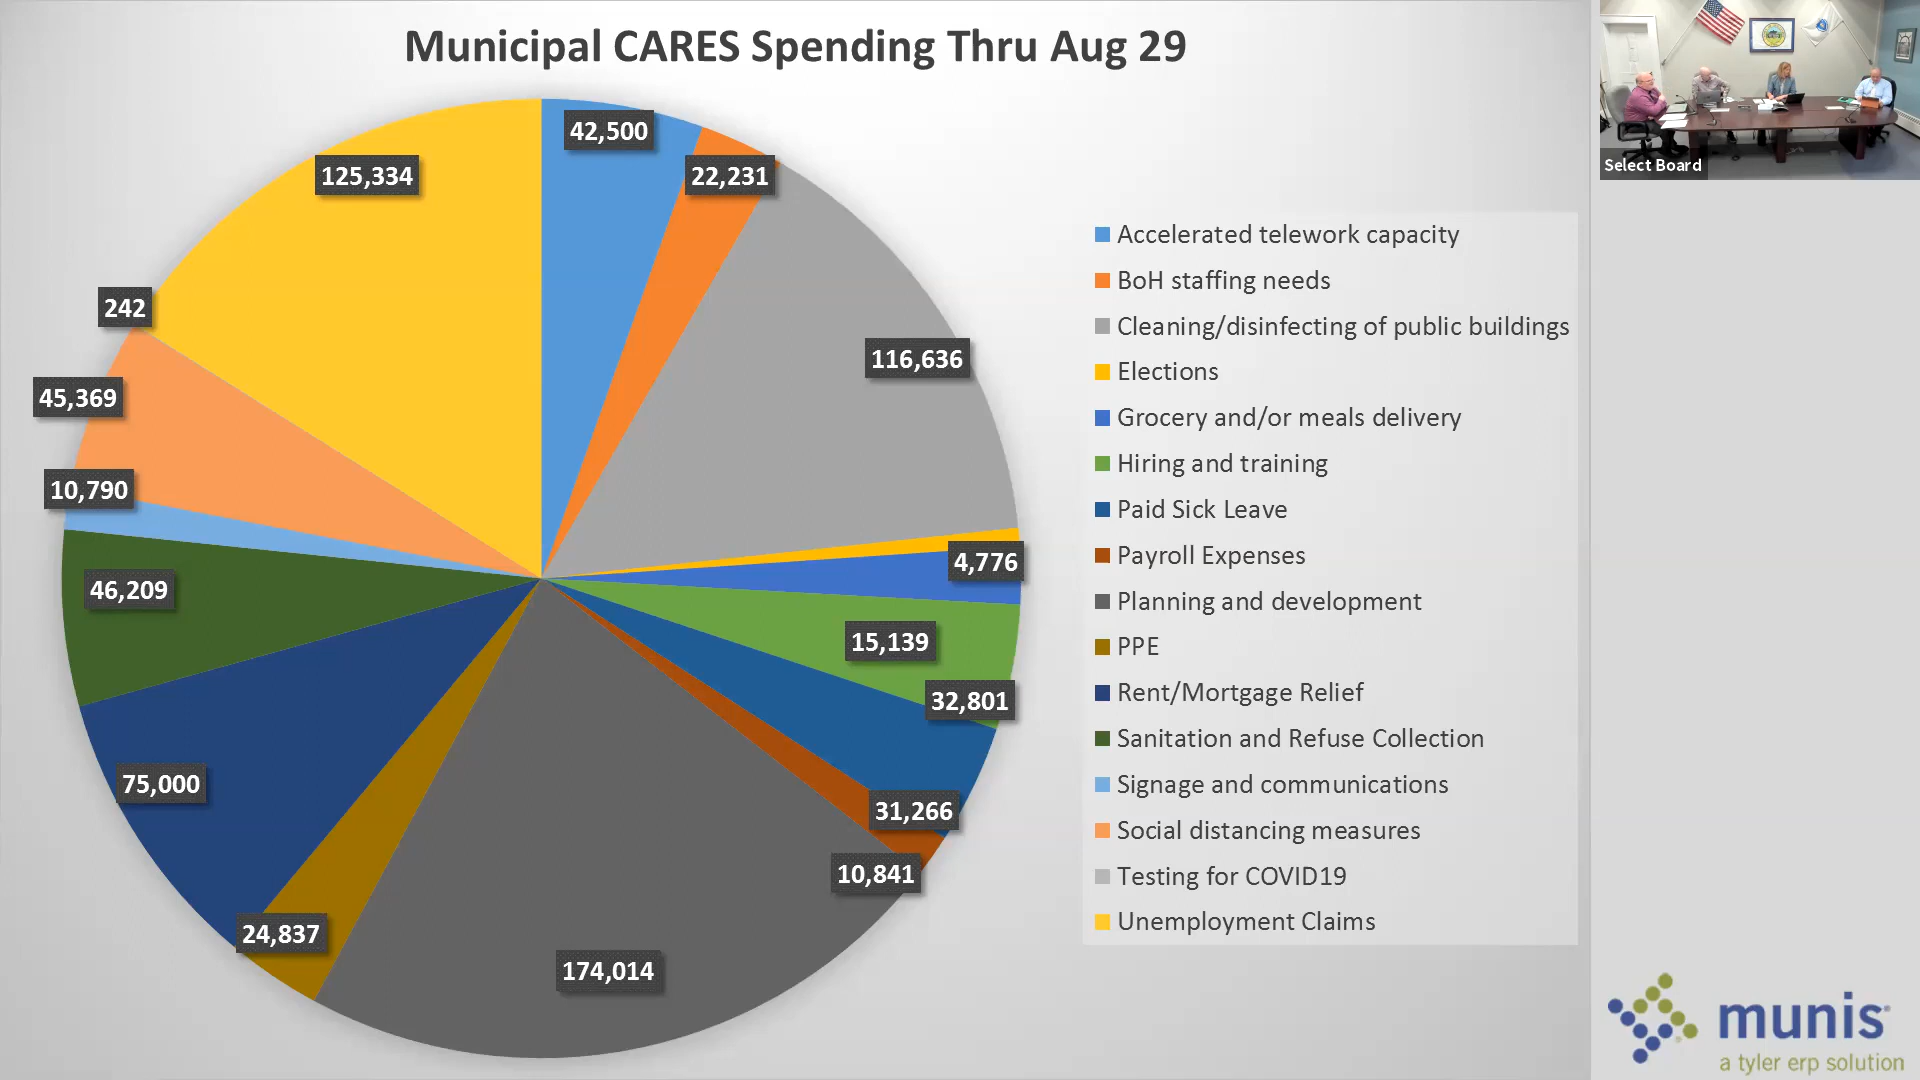 Municipal CARES Spending Thru Aug 29
42,500
22,231
116,636
4,776
15,139
32,801
31,266
10,841
174,014
24,837
75,000
46,209
10,790
45,369
242
125,334
Accelerated telework capacity
BoH staffing needs
Cleaning/disinfecting of public buildings
Elections
Grocery and/or meals delivery
Hiring and training
Paid Sick Leave
Payroll Expenses
Planning and development
PPE
Rent/Mortgage Relief
Sanitation and Refuse Collection
Signage and communications
Social distancing measures
Testing for COVID19
Unemployment Claims
Select Board
munis
a tyler erp solution